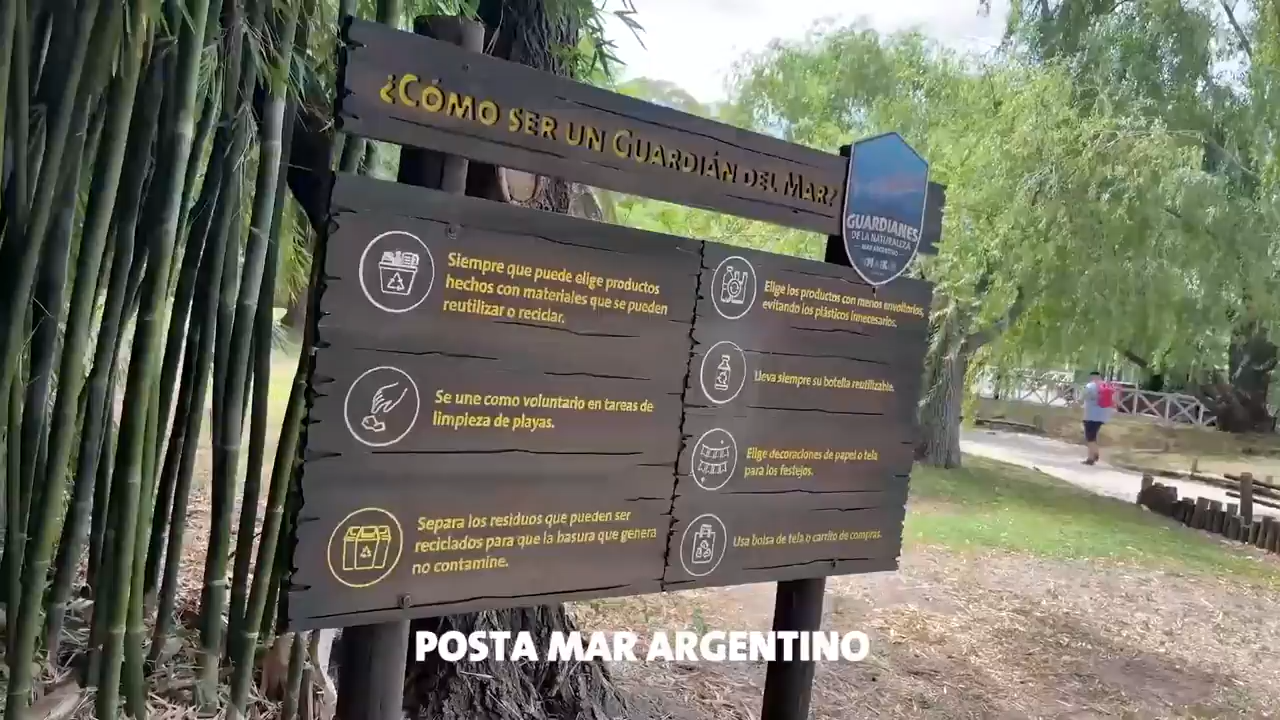 ¿Cómo ser un Guardián del Mar?
GUARDIANES
DE LA NATURALEZA
MAR ARGENTINO
Siempre que puede elige productos
hechos con materiales que se pueden
reutilizar o reciclar.
Se une como voluntario en tareas de
limpieza de playas.
Separa los residuos que pueden ser
reciclados para que la basura que genera
no contamine.
Elige los productos con menos envoltorios,
evitando los plásticos innecesarios.
Lleva siempre su botella reutilizable.
Elige decoraciones de papel o tela
para los festejos.
Usa bolsa de tela o carrito de compras.
POSTA MAR ARGENTINO